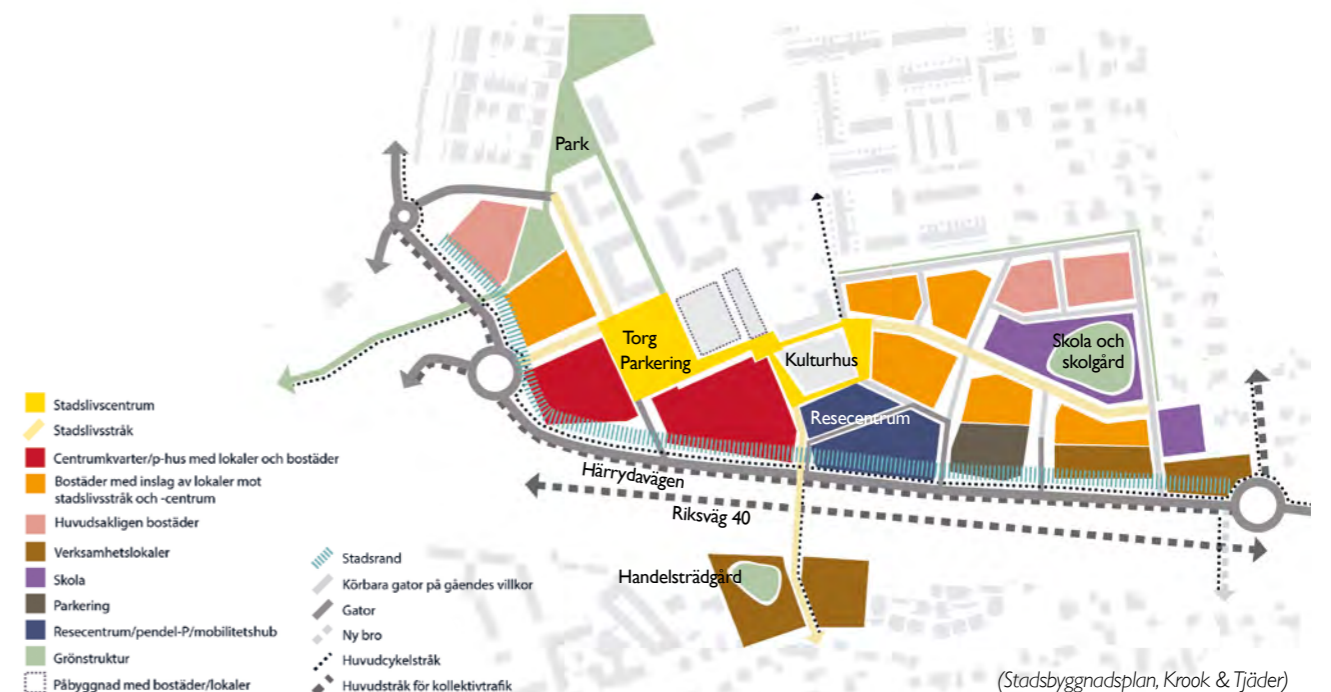 Park
Torg
Parkering
Kulturhus
Skola och
skolgård
Resecentrum
Härrydavägen
Riksväg 40
Handelsträdgård
Stadslivscentrum
Stadslivsstråk
Centrumkvarter/p-hus med lokaler och bostäder
Bostäder med inslag av lokaler mot
stadslivsstråk och -centrum
Huvudsakligen bostäder
Verksamhetslokaler
Skola
Parkering
Resecentrum/pendel-P/mobilitetshub
Grönstruktur
Påbyggnad med bostäder/lokaler
Stadsrand
Körbara gator på gåendes villkor
Gator
Ny bro
Huvudcykelstråk
Huvudstråk för kollektivtrafik
(Stadsbyggnadsplan, Krook & Tjäder)